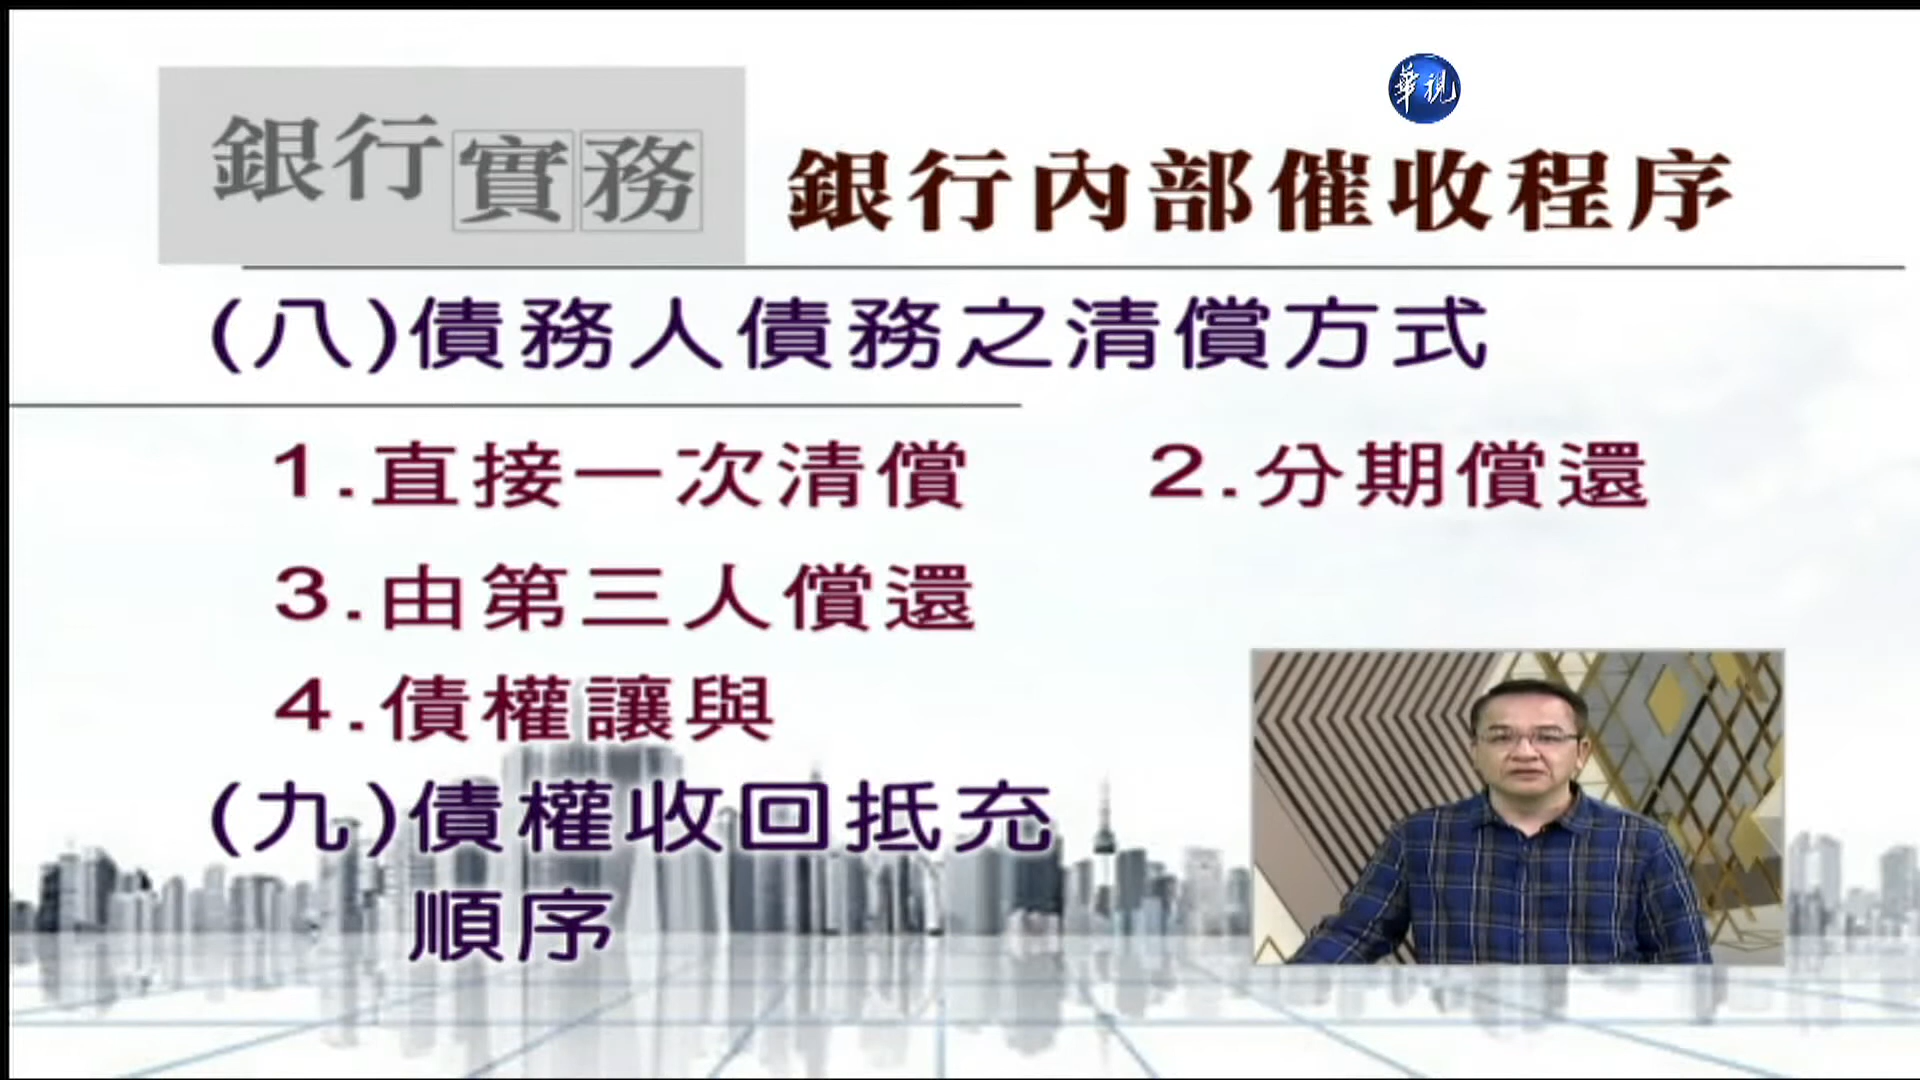 華視
銀行實務
銀行內部催收程序
(八)債務人債務之清償方式
1.直接一次清償
2.分期償還
3.由第三人償還
4.債權讓與
(九)債權收回抵充
順序